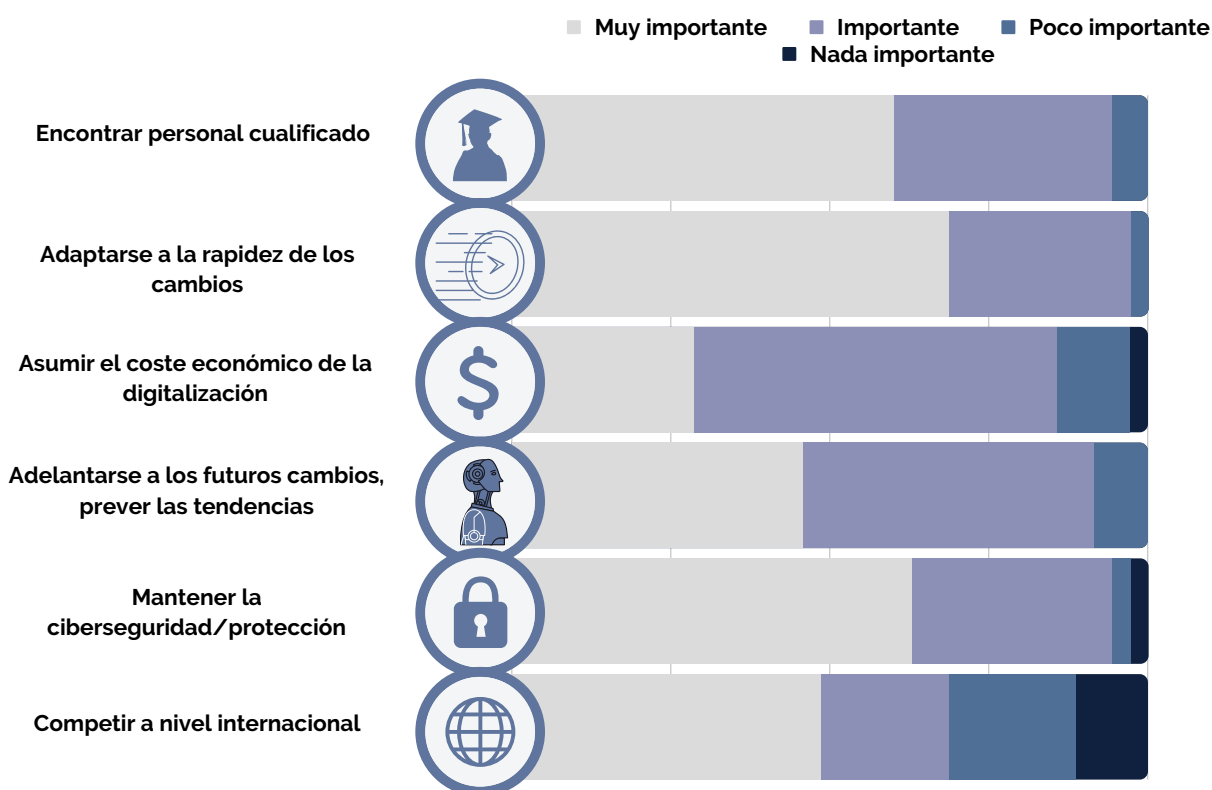 Muy importante Importante Poco importante
Nada importante
Encontrar personal cualificado
Adaptarse a la rapidez de los
cambios
Asumir el coste económico de la
digitalización
Adelantarse a los futuros cambios,
prever las tendencias
Mantener la
ciberseguridad/protección
Competir a nivel internacional